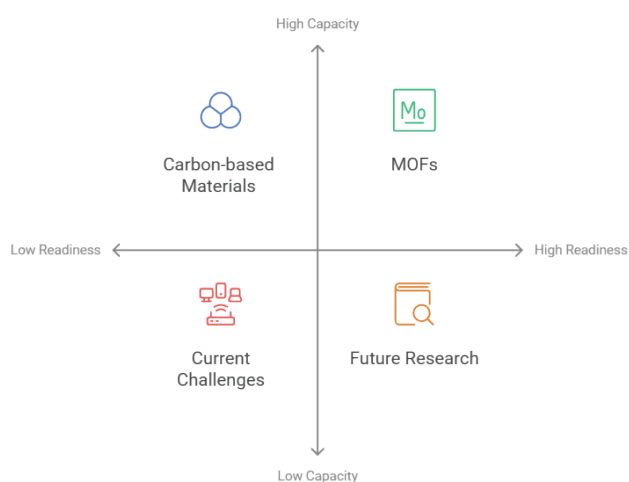 High Capacity
Mo
Carbon-based
Materials
MOFs
Low Readiness
High Readiness
Current
Challenges
Future Research
Low Capacity